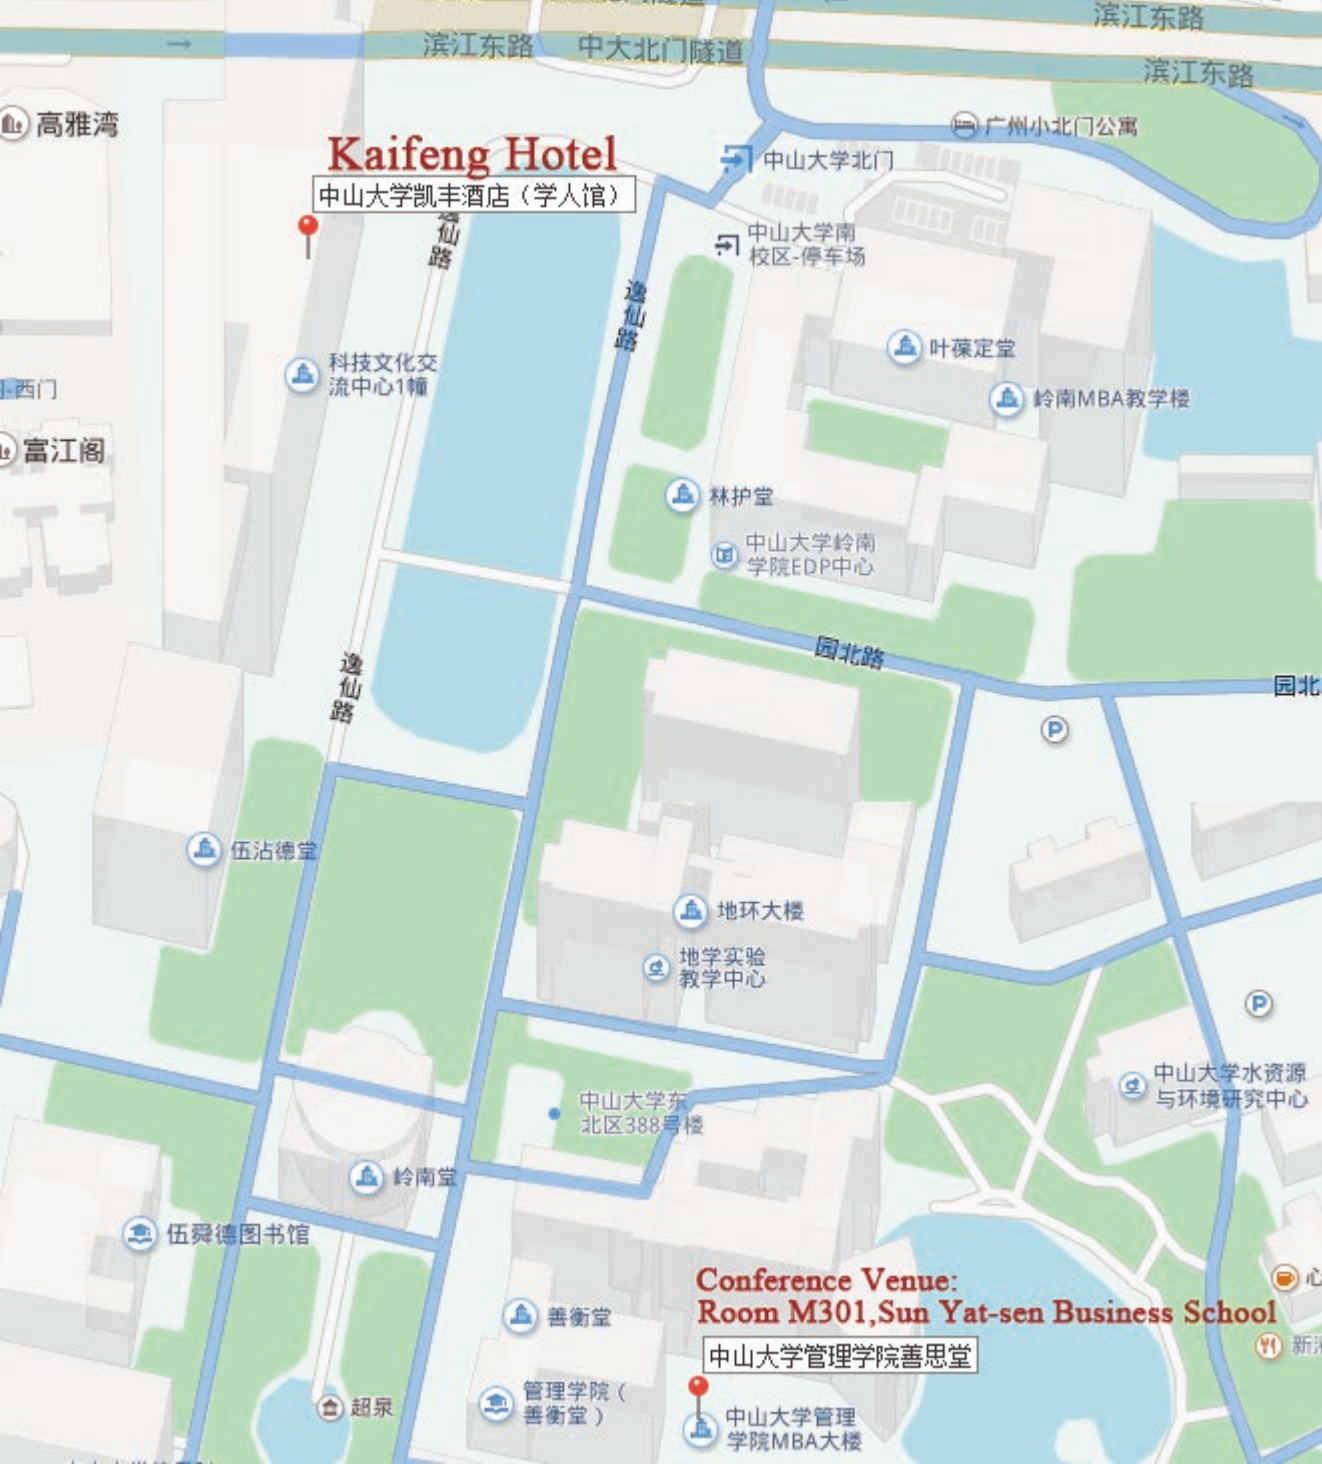 滨江东路
滨江东路
中大北门隧道
滨江东路
高雅湾
广州小北门公寓
Kaifeng Hotel
中山大学北门
中山大学凯丰酒店（学人馆）
逸仙路
中山大学南
校区-停车场
逸仙路
叶葆定堂
科技文化交
流中心1幢
-西门
岭南MBA教学楼
富江阁
林护堂
中山大学岭南
学院EDP中心
园北路
逸仙路
园北
P
伍沾德堂
地环大楼
地学实验
教学中心
P
中山大学水资源
与环境研究中心
中山大学东
北区388号楼
岭南堂
伍舜德图书馆
Conference Venue:
Room M301,Sun Yat-sen Business School
心
善衡堂
中山大学管理学院善思堂
新港
管理学院（
善衡堂）
超泉
中山大学管理
学院MBA大楼